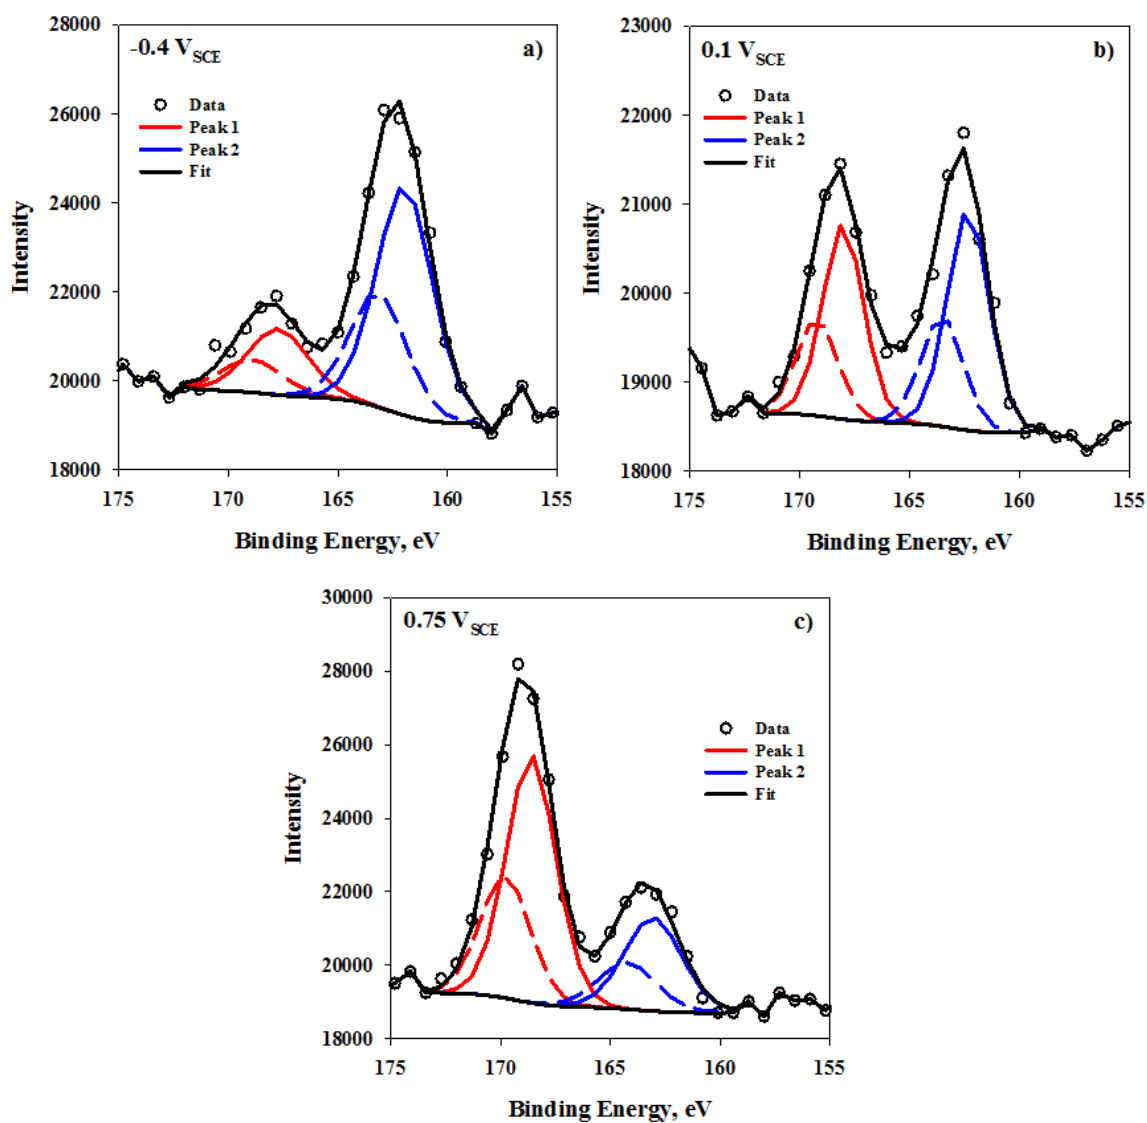 -0.4 V_SCE
a)
Data
Peak 1
Peak 2
Fit
28000
26000
24000
22000
20000
18000
Intensity
175 170 165 160 155
Binding Energy, eV
0.1 V_SCE
b)
Data
Peak 1
Peak 2
Fit
23000
22000
21000
20000
19000
18000
Intensity
175 170 165 160 155
Binding Energy, eV
0.75 V_SCE
c)
Data
Peak 1
Peak 2
Fit
30000
28000
26000
24000
22000
20000
18000
Intensity
175 170 165 160 155
Binding Energy, eV